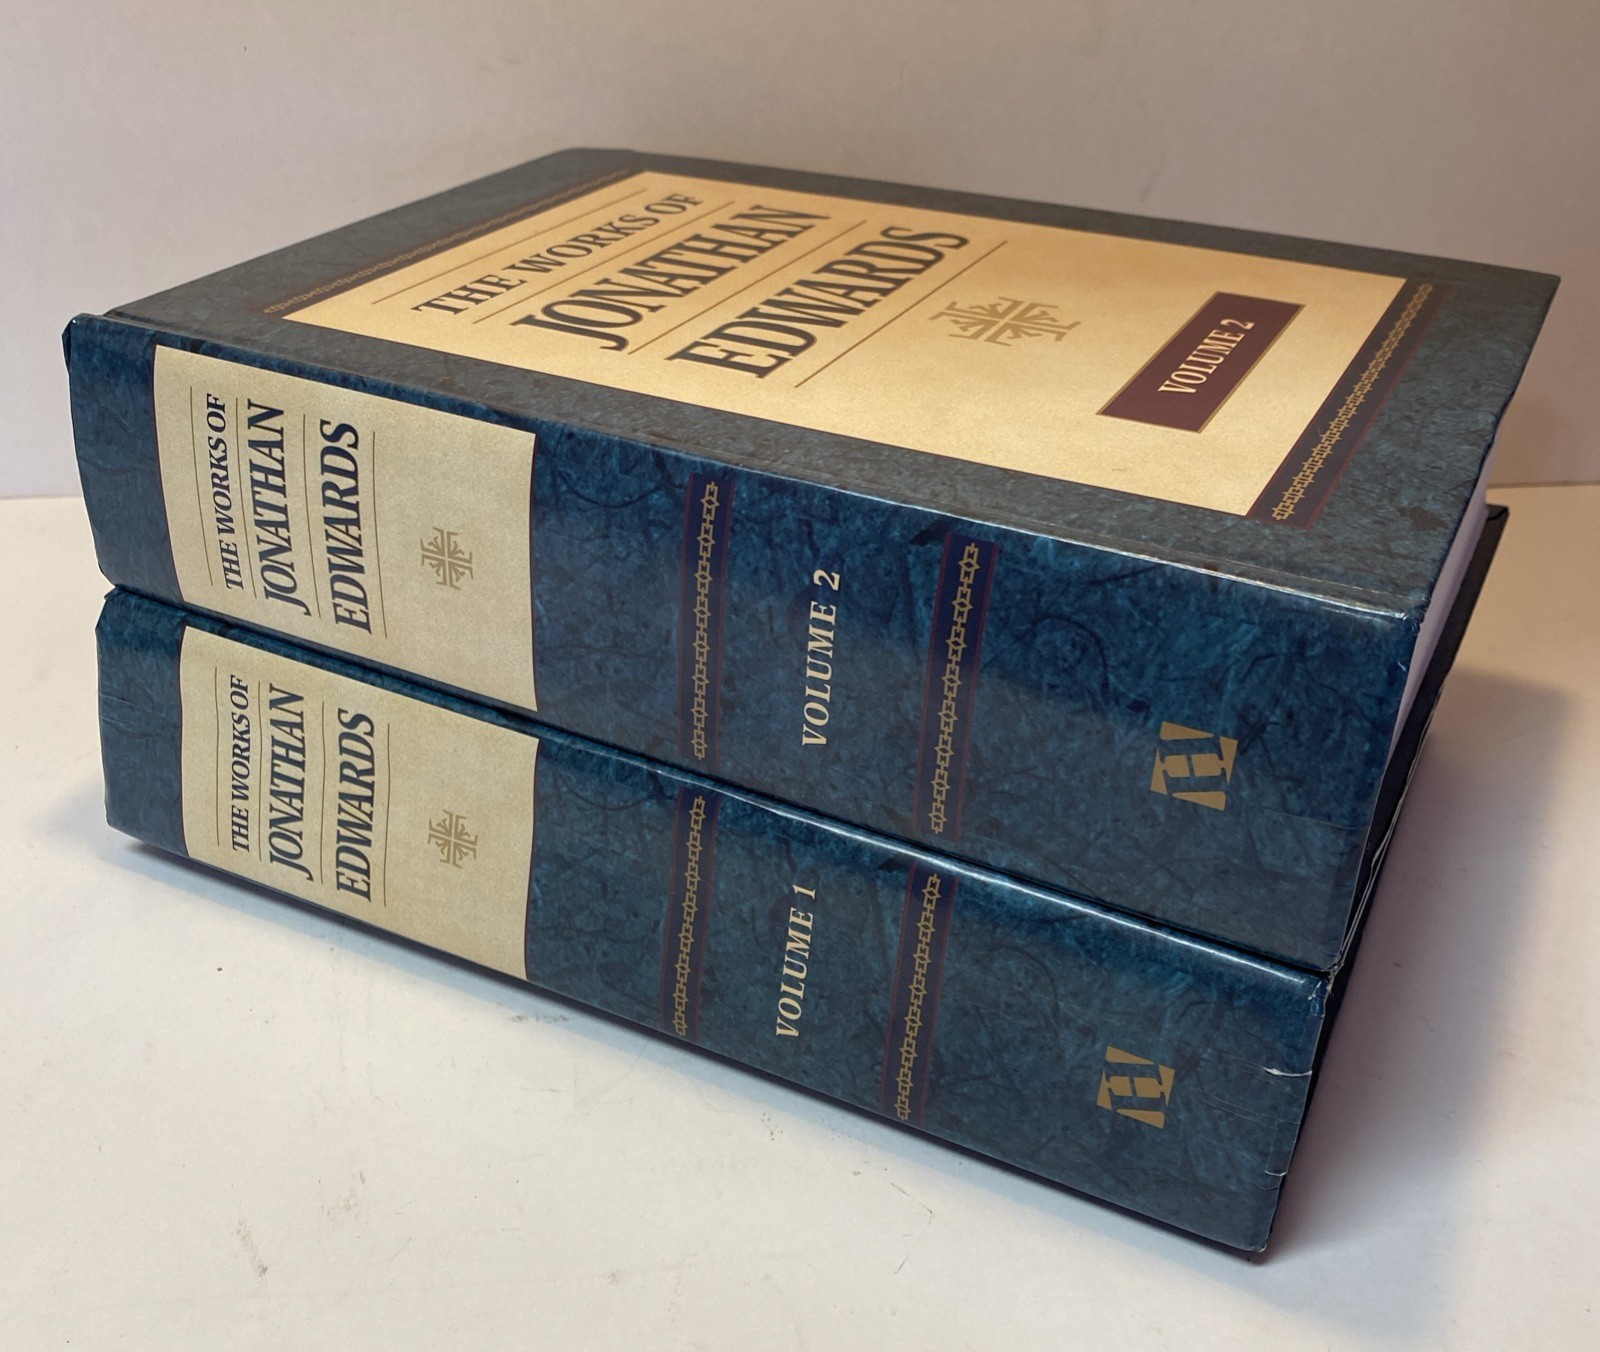 THE WORKS OF
JONATHAN
EDWARDS
VOLUME 2
THE WORKS OF
JONATHAN
EDWARDS
VOLUME 2
THE WORKS OF
JONATHAN
EDWARDS
VOLUME 1